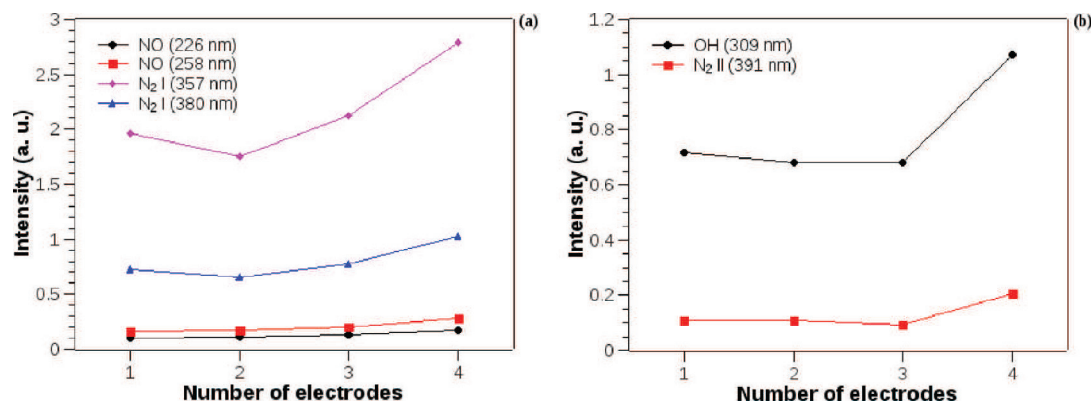 (a)
3
2.5
2
1.5
1
0.5
0
NO (226 nm)
NO (258 nm)
N₂ I (357 nm)
N₂ I (380 nm)
Intensity (a. u.)
1 2 3 4
Number of electrodes
(b)
1.2
1
0.8
0.6
0.4
0.2
0
OH (309 nm)
N₂ II (391 nm)
Intensity (a. u.)
1 2 3 4
Number of electrodes